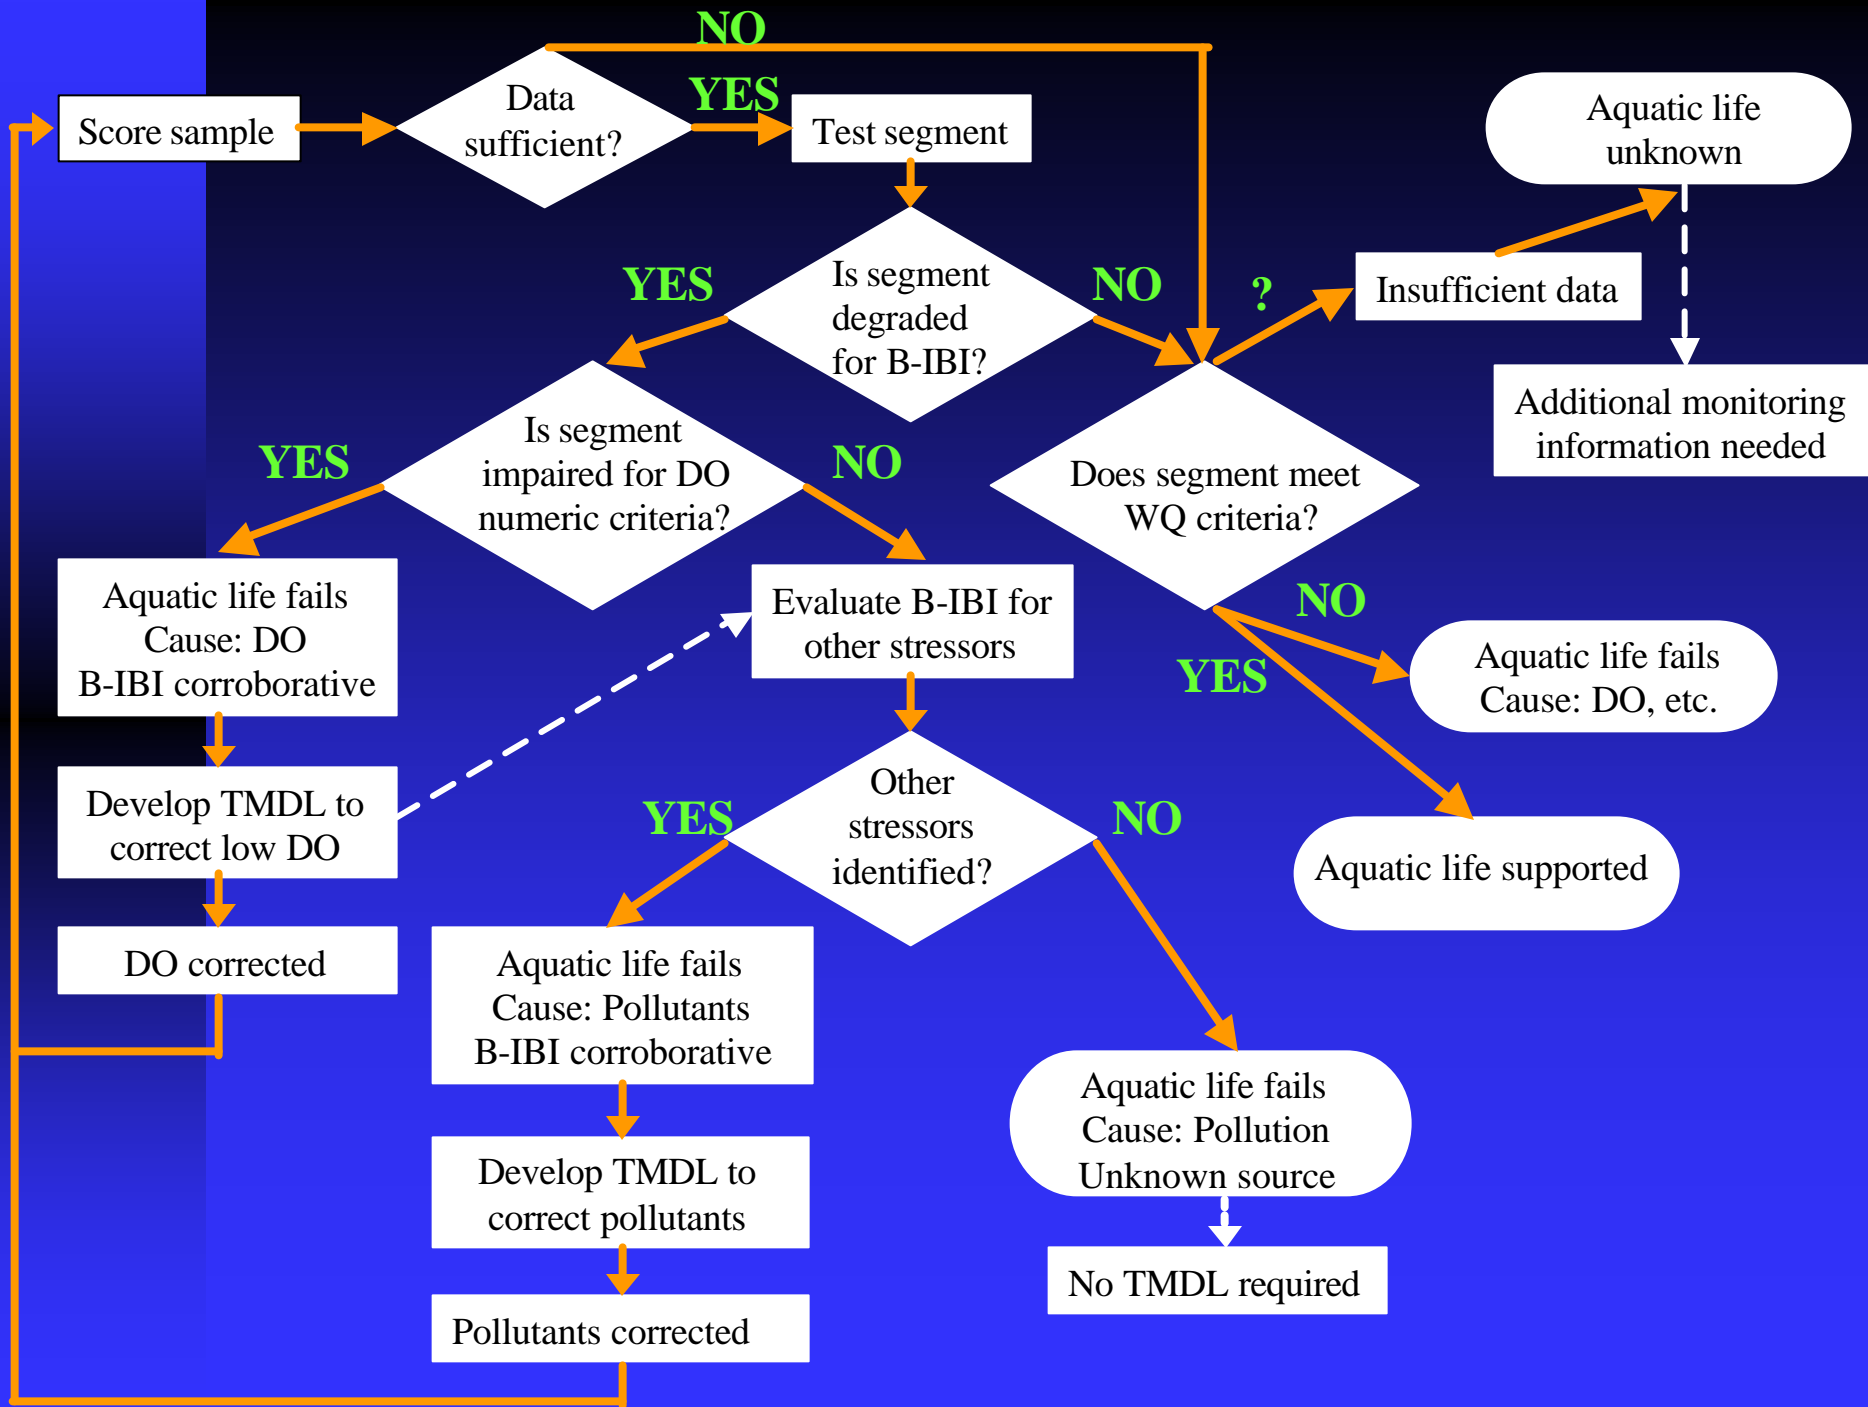 NO
Score sample
Data
sufficient?
YES
Test segment
Aquatic life
unknown
YES
Is segment
degraded
for B-IBI?
NO
?
Insufficient data
Additional monitoring
information needed
YES
Is segment
impaired for DO
numeric criteria?
NO
Does segment meet
WQ criteria?
Aquatic life fails
Cause: DO
B-IBI corroborative
Evaluate B-IBI for
other stressors
NO
YES
Aquatic life fails
Cause: DO, etc.
Develop TMDL to
correct low DO
YES
Other
stressors
identified?
NO
Aquatic life supported
DO corrected
Aquatic life fails
Cause: Pollutants
B-IBI corroborative
Aquatic life fails
Cause: Pollution
Unknown source
Develop TMDL to
correct pollutants
No TMDL required
Pollutants corrected